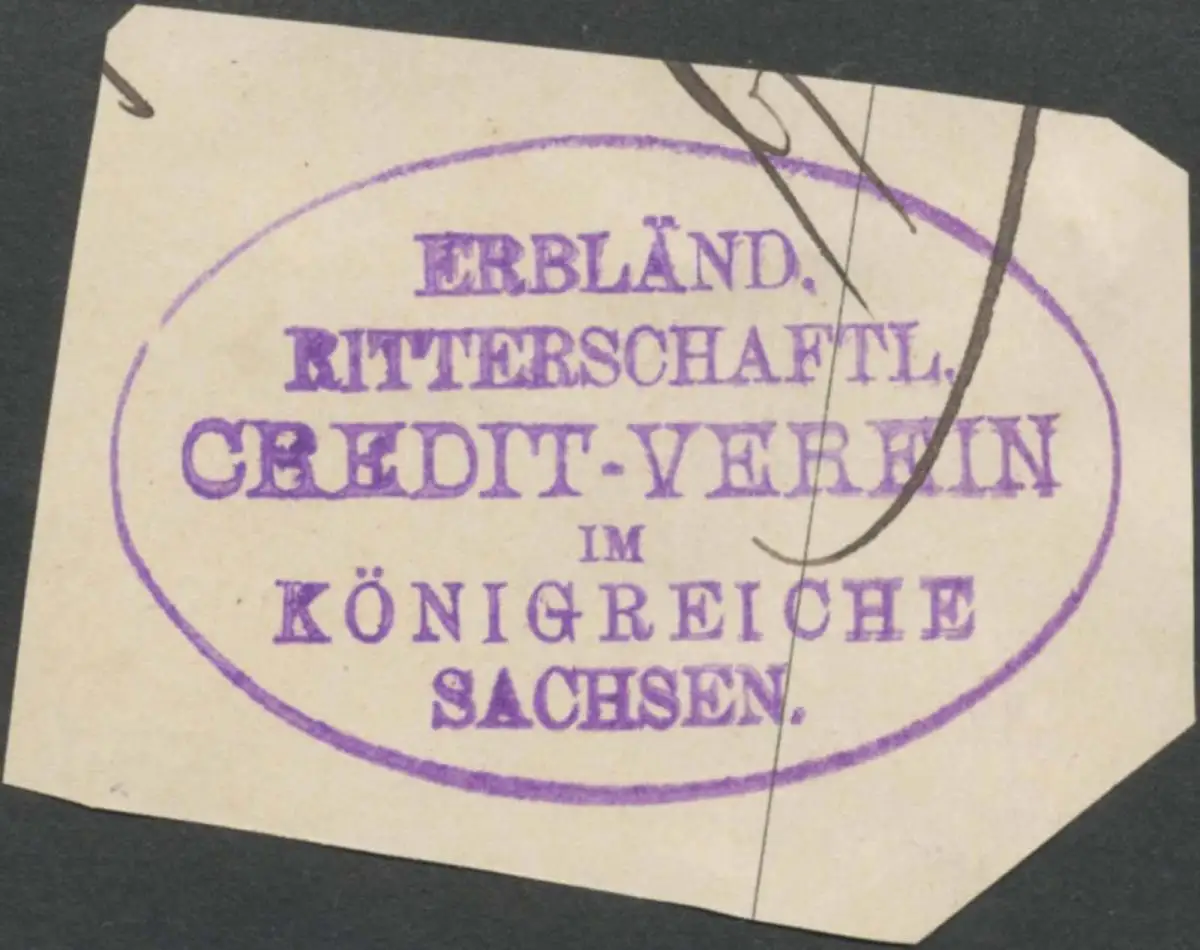 ERBLÄND.
RITTERSCHAFTL.
CREDIT-VEREIN
IM
KÖNIGREICHE
SACHSEN.